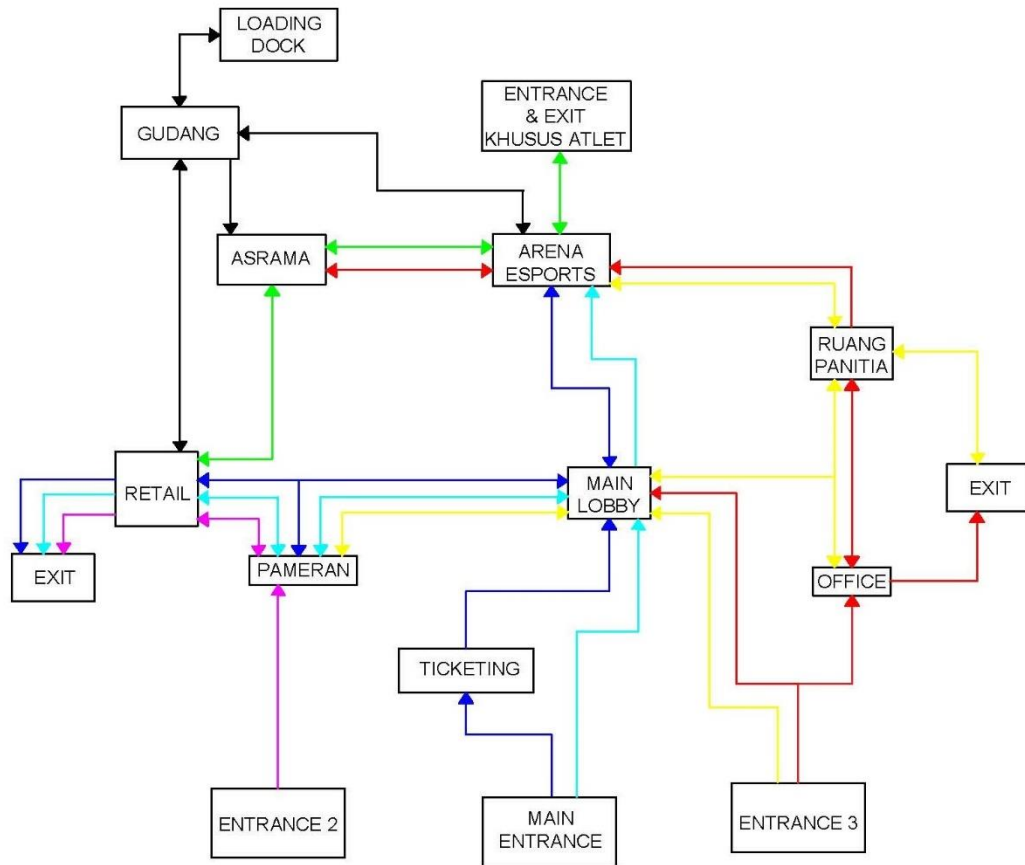 LOADING
DOCK
ENTRANCE
& EXIT
KHUSUS ATLET
GUDANG
ASRAMA
ARENA
ESPORTS
RUANG
PANITIA
RETAIL
MAIN
LOBBY
EXIT
EXIT
PAMERAN
OFFICE
TICKETING
ENTRANCE 2
MAIN
ENTRANCE
ENTRANCE 3